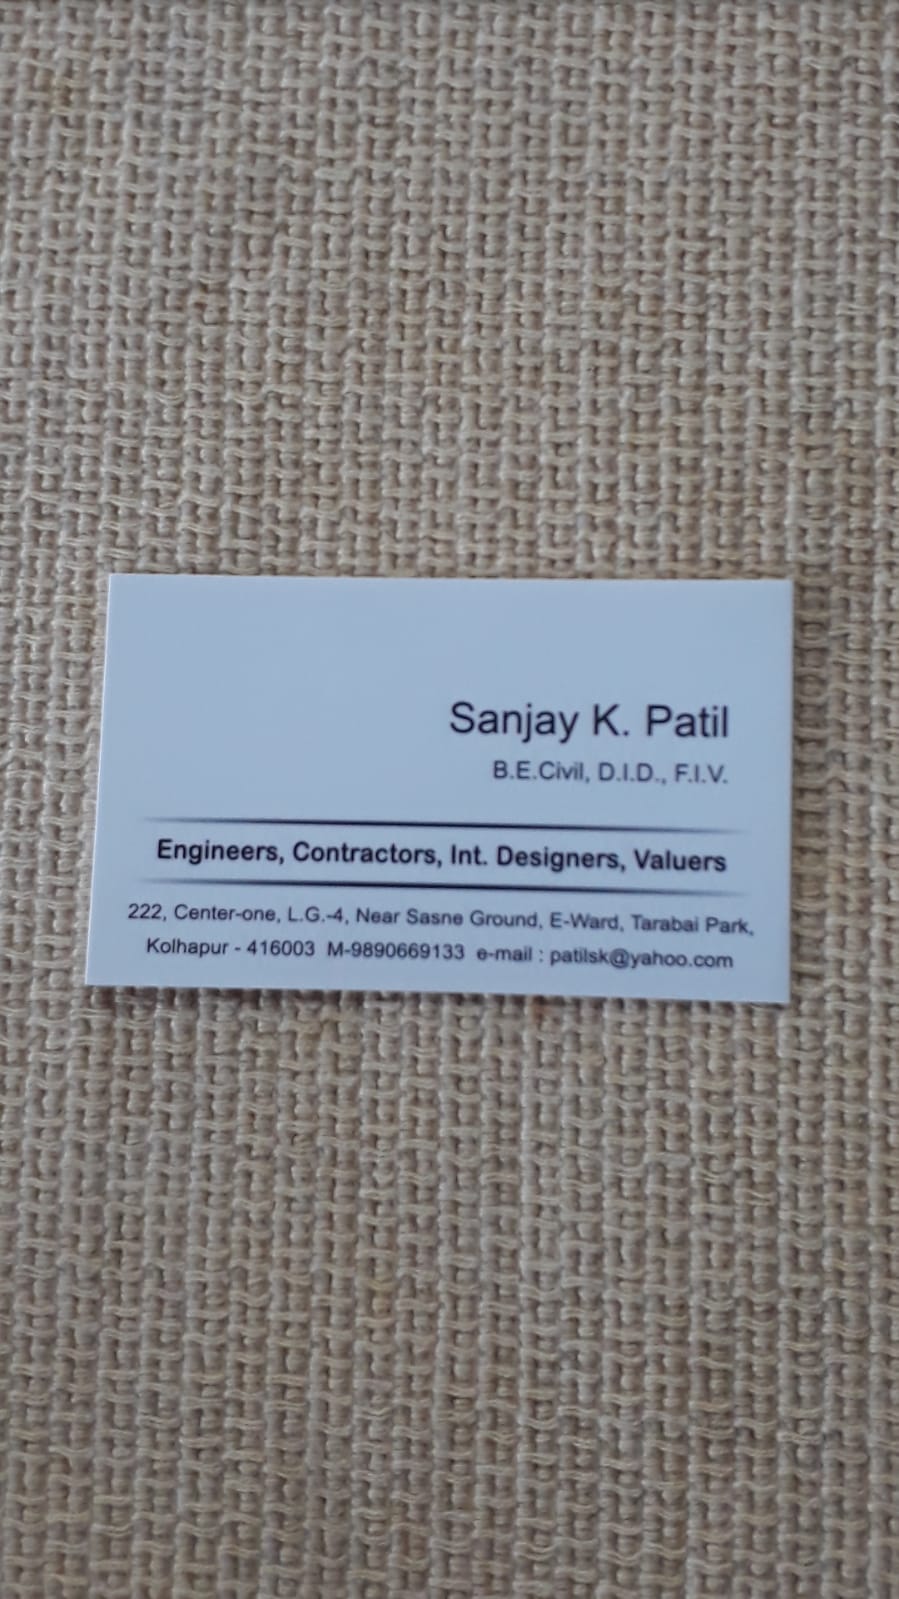 Sanjay K. Patil
B.E.Civil, D.I.D., F.I.V.
Engineers, Contractors, Int. Designers, Valuers
222, Center-one, L.G.-4, Near Sasne Ground, E-Ward, Tarabai Park,
Kolhapur - 416003 M-9890669133 e-mail : patilsk@yahoo.com